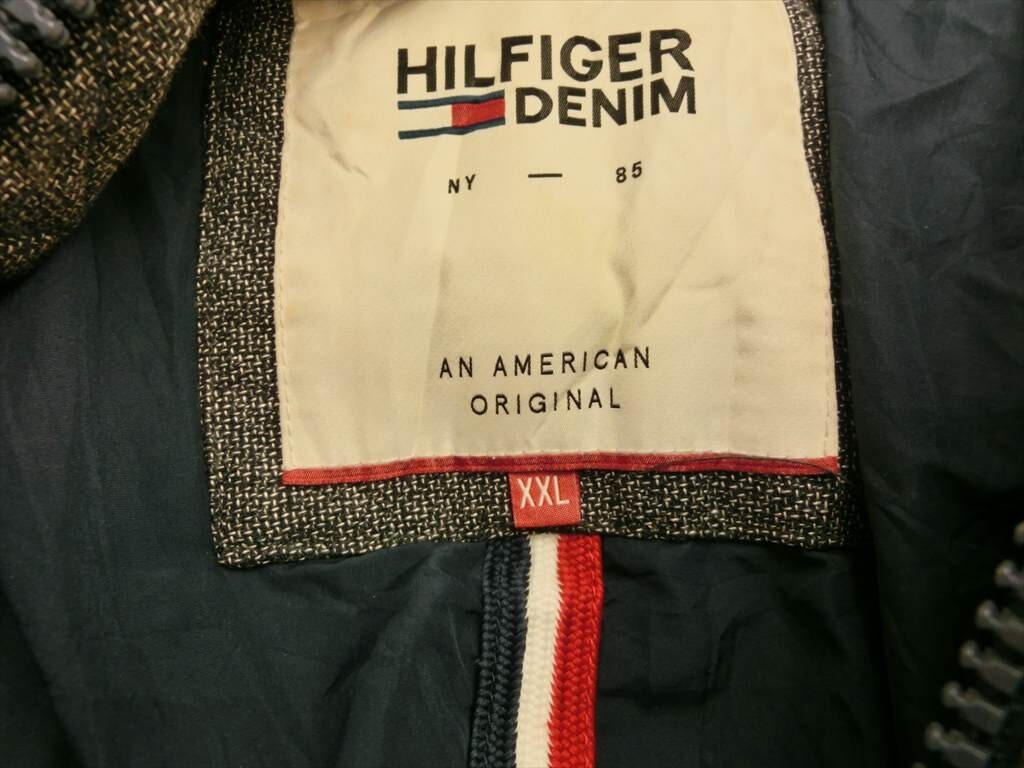 HILFIGER
DENIM
NY — 85
AN AMERICAN
ORIGINAL
XXL